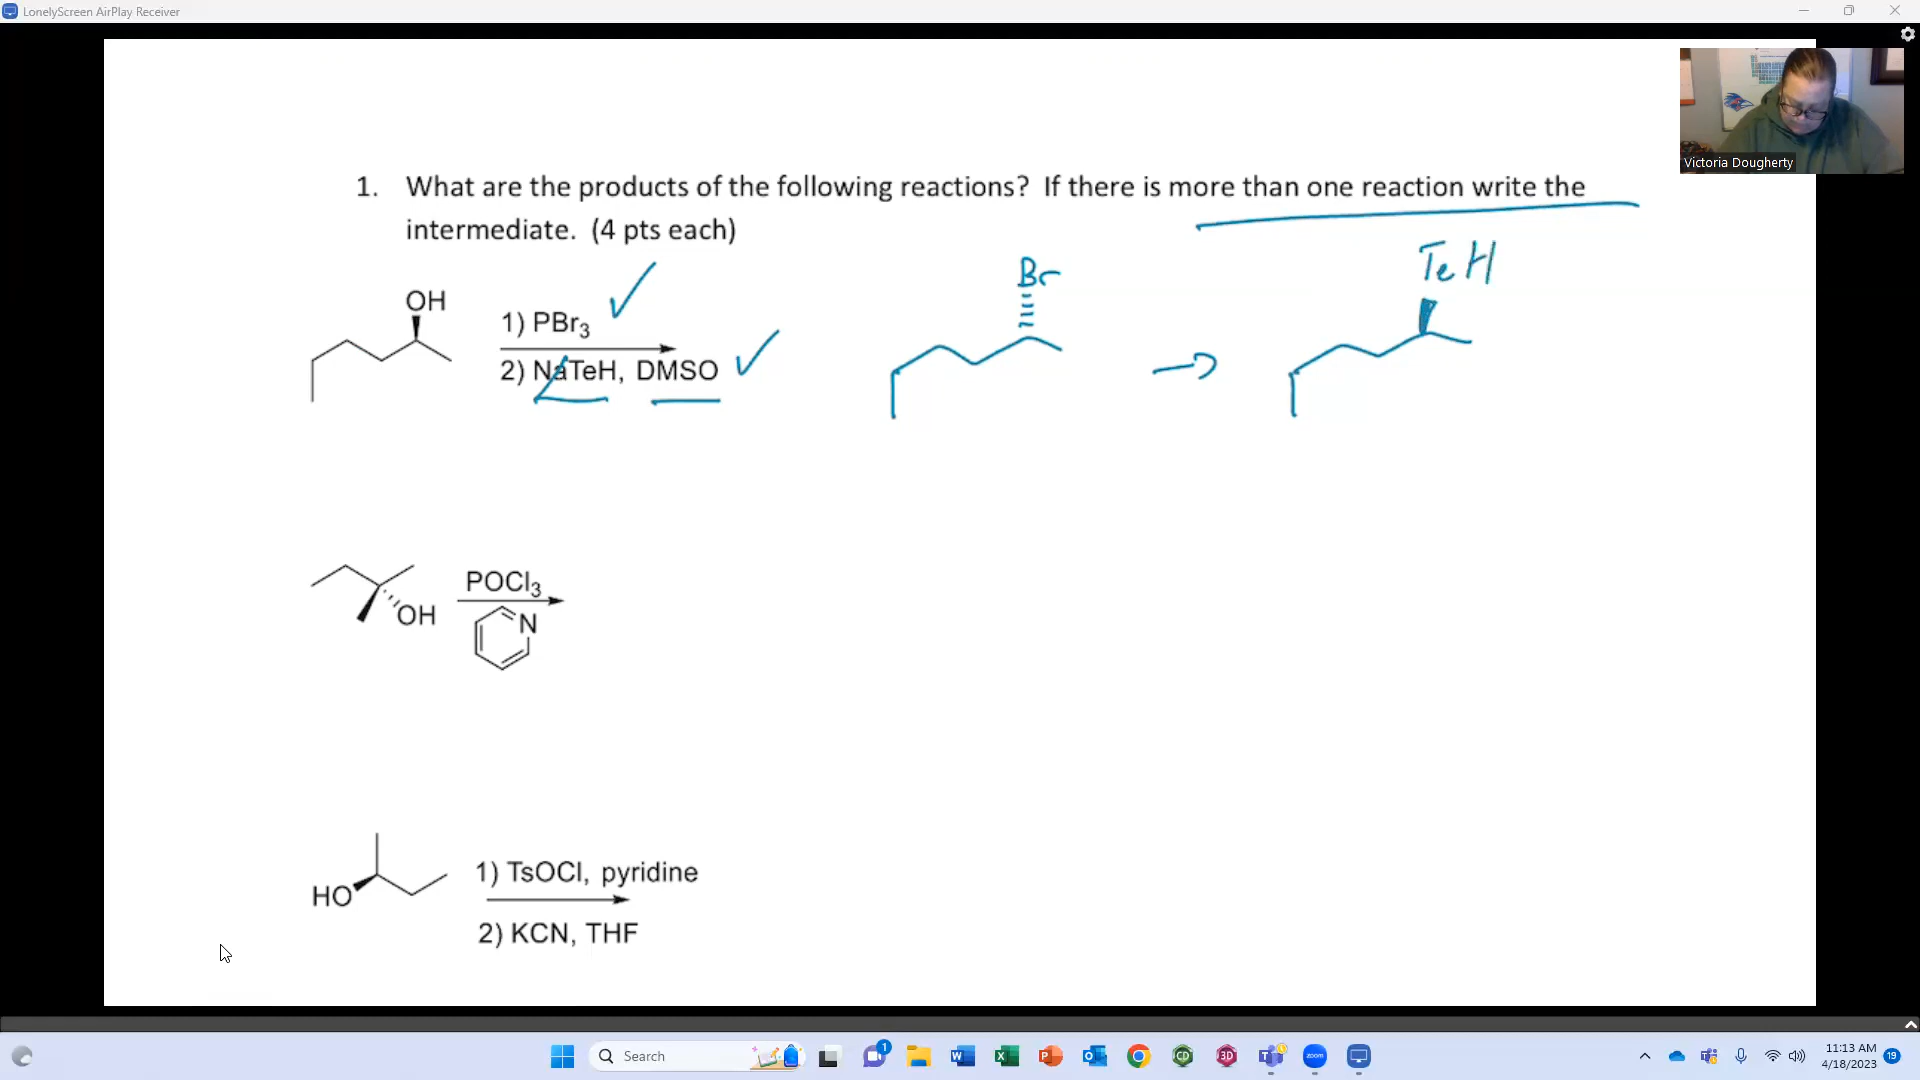 LonelyScreen AirPlay Receiver
Victoria Dougherty
1. What are the products of the following reactions? If there is more than one reaction write the
intermediate. (4 pts each)
OH
1) PBr3
2) NaTeH, DMSO
Br
TeH
OH
POCl3
N
HO
1) TsOCl, pyridine
2) KCN, THF
Search
1
zoom
11:13 AM
4/18/2023
19